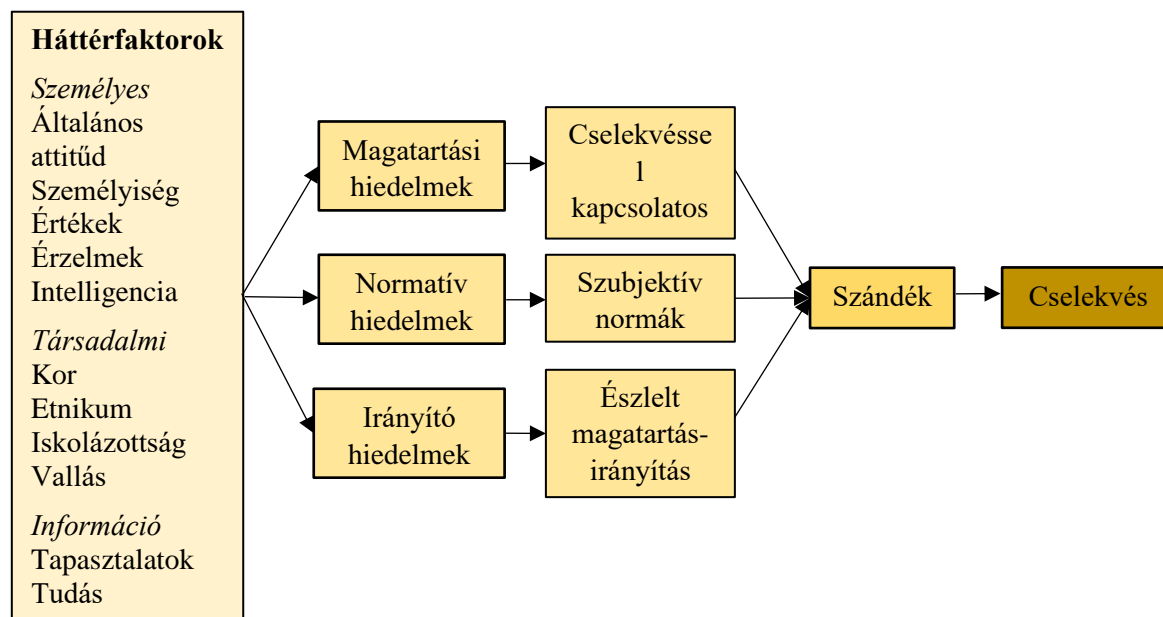 Háttérfaktorok
Személyes
Általános
attitűd
Személyiség
Értékek
Érzelmek
Intelligencia
Társadalmi
Kor
Etnikum
Iskolázottság
Vallás
Információ
Tapasztalatok
Tudás
Magatartási
hiedelmek
Normatív
hiedelmek
Irányító
hiedelmek
Cselekvésse
l
kapcsolatos
Szubjektív
normák
Észlelt
magatartás-
irányítás
Szándék
Cselekvés